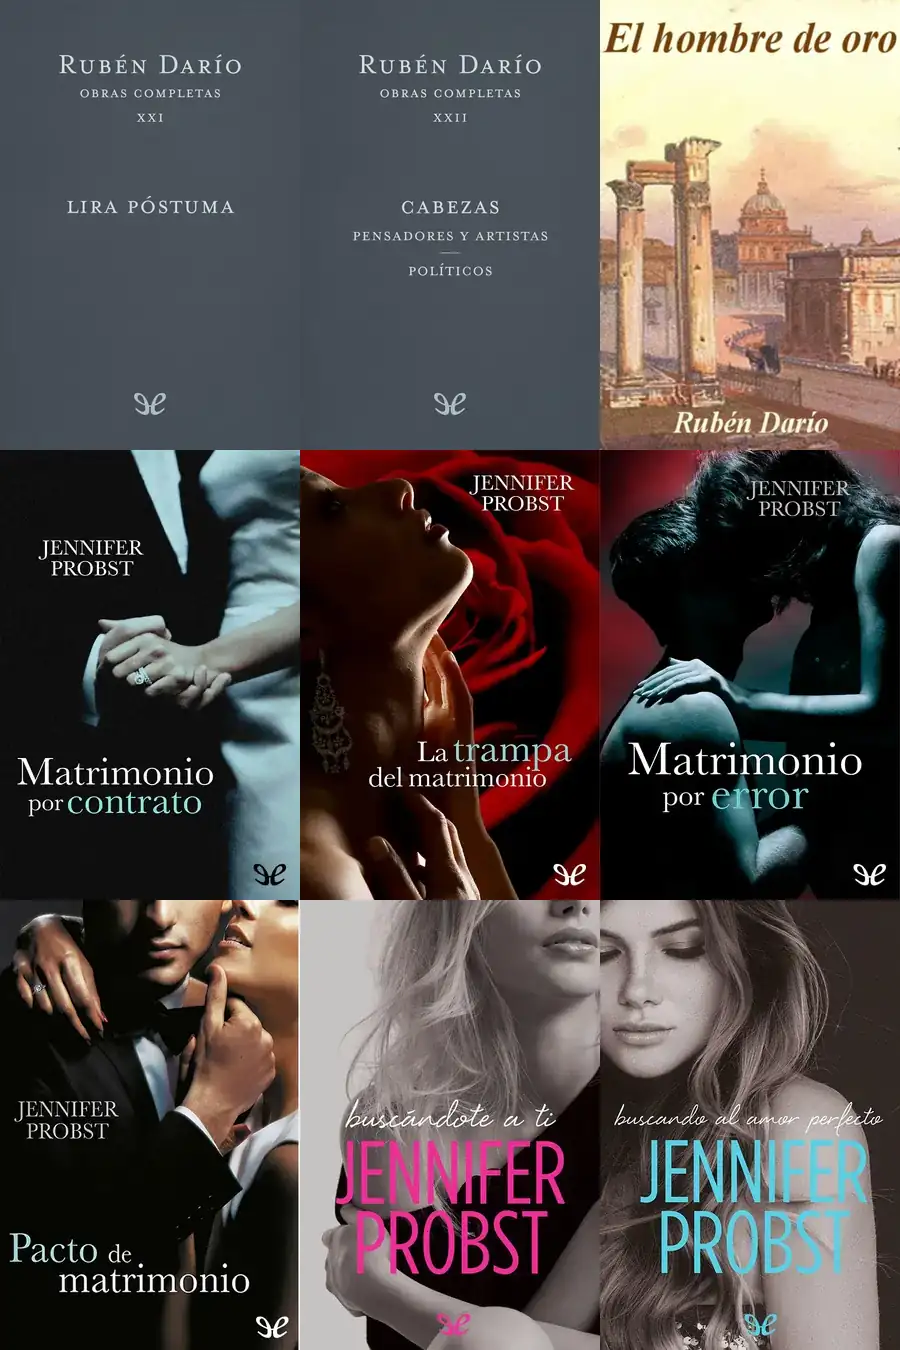 RUBÉN DARÍO
OBRAS COMPLETAS
XXI
LIRA PÓSTUMA
RUBÉN DARÍO
OBRAS COMPLETAS
XXII
CABEZAS
PENSADORES Y ARTISTAS
POLÍTICOS
El hombre de oro
Rubén Darío
JENNIFER
PROBST
Matrimonio
por contrato
JENNIFER
PROBST
La trampa
del matrimonio
JENNIFER
PROBST
Matrimonio
por error
JENNIFER
PROBST
Pacto de
matrimonio
buscándote a ti
JENNIFER
PROBST
buscando al amor perfecto
JENNIFER
PROBST